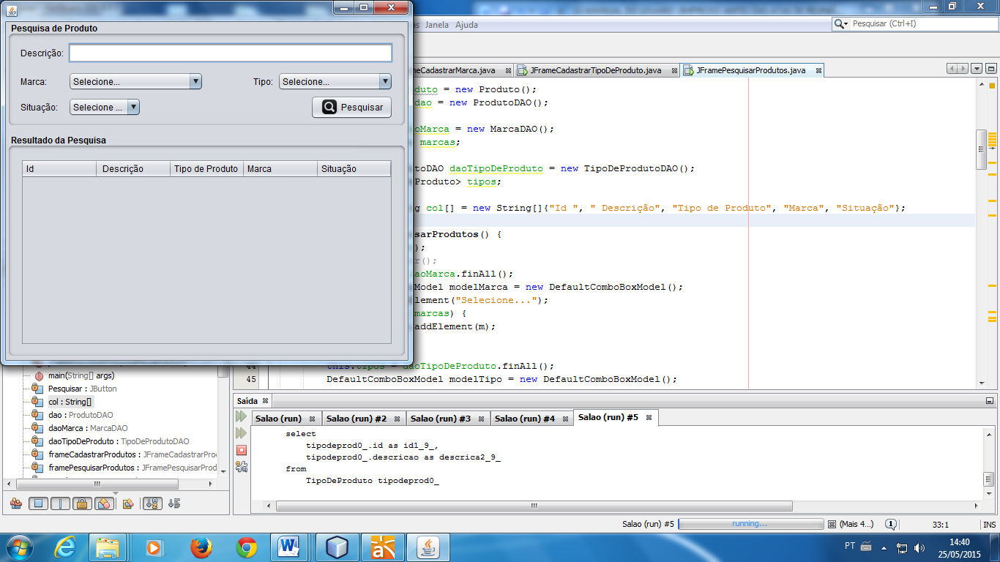 Pesquisa de Produto
Descrição:
Marca: Selecione... Tipo: Selecione...
Situação: Selecione ... Pesquisar
Resultado da Pesquisa
Id Descrição Tipo de Produto Marca Situação
Janela Ajuda
Pesquisar (Ctrl+I)
eCadastrarMarca.java JFrameCadastrarTipoDeProduto.java JFramePesquisarProdutos.java
duto = new Produto();
dao = new ProdutoDAO();
oMarca = new MarcaDAO();
marcas;
toDAO daoTipoDeProduto = new TipoDeProdutoDAO();
Produto> tipos;
g col[] = new String[]{"Id ", " Descrição", "Tipo de Produto", "Marca", "Situação"};
sarProdutos() {
);
r();
aoMarca.finAll();
Model modelMarca = new DefaultComboBoxModel();
lement("Selecione...");
marcas) {
addElement(m);
44 this.tipos = daoTipoDeProduto.finAll();
45 DefaultComboBoxModel modelTipo = new DefaultComboBoxModel();
main(String[] args)
Pesquisar : JButton
col : String[]
dao : ProdutoDAO
daoMarca : MarcaDAO
daoTipoDeProduto : TipoDeProdutoDAO
frameCadastrarProdutos : JFrameCadastrarProd
framePesquisarProdutos : JFramePesquisarProd
Saída
Salao (run) Salao (run) #2 Salao (run) #3 Salao (run) #4 Salao (run) #5
select
tipodeprod0_.id as id1_9_,
tipodeprod0_.descricao as descrica2_9_
from
TipoDeProduto tipodeprod0_
Salao (run) #5 running... (Mais 4...) 1 33:1 INS
PT 14:40
25/05/2015